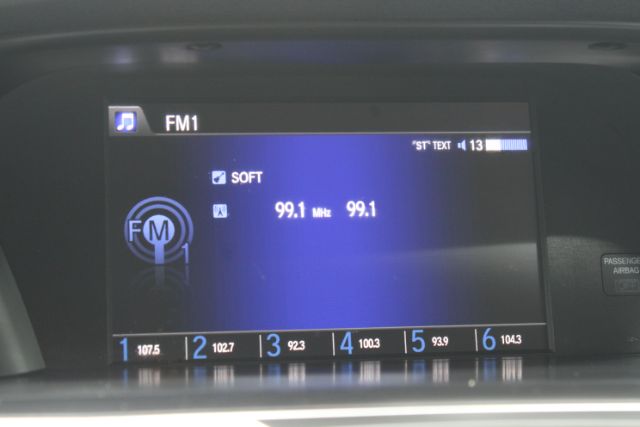 FM1
"ST" TEXT 13
SOFT
99.1 MHz 99.1
FM 1
1 107.5 2 102.7 3 92.3 4 100.3 5 93.9 6 104.3
PASSENGE
AIRBAG